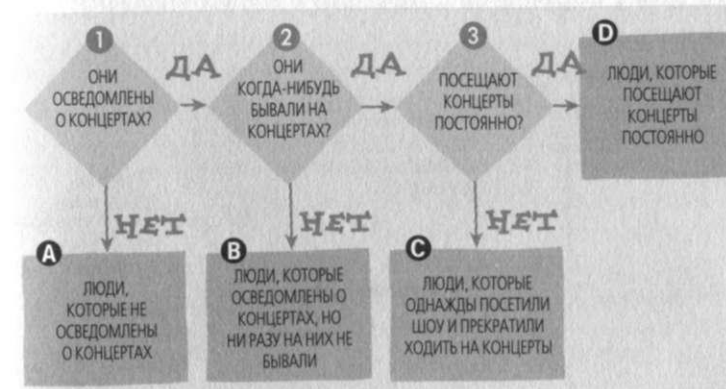 1
ОНИ
ОСВЕДОМЛЕНЫ
О КОНЦЕРТАХ?
ДА
2
ОНИ
КОГДА-НИБУДЬ
БЫВАЛИ НА
КОНЦЕРТАХ?
ДА
3
ПОСЕЩАЮТ
КОНЦЕРТЫ
ПОСТОЯННО?
ДА
D
ЛЮДИ, КОТОРЫЕ
ПОСЕЩАЮТ
КОНЦЕРТЫ
ПОСТОЯННО
НЕТ
НЕТ
НЕТ
A
ЛЮДИ,
КОТОРЫЕ НЕ
ОСВЕДОМЛЕНЫ
О КОНЦЕРТАХ
B
ЛЮДИ, КОТОРЫЕ
ОСВЕДОМЛЕНЫ О
КОНЦЕРТАХ, НО
НИ РАЗУ НА НИХ НЕ
БЫВАЛИ
C
ЛЮДИ, КОТОРЫЕ
ОДНАЖДЫ ПОСЕТИЛИ
ШОУ И ПРЕКРАТИЛИ
ХОДИТЬ НА КОНЦЕРТЫ